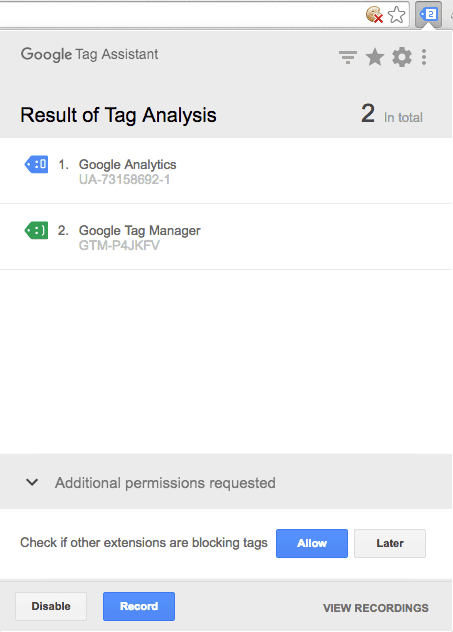 2
Google Tag Assistant
Result of Tag Analysis 2 In total
:0 1. Google Analytics
UA-73158692-1
:) 2. Google Tag Manager
GTM-P4JKFV
Additional permissions requested
Check if other extensions are blocking tags Allow Later
Disable Record VIEW RECORDINGS